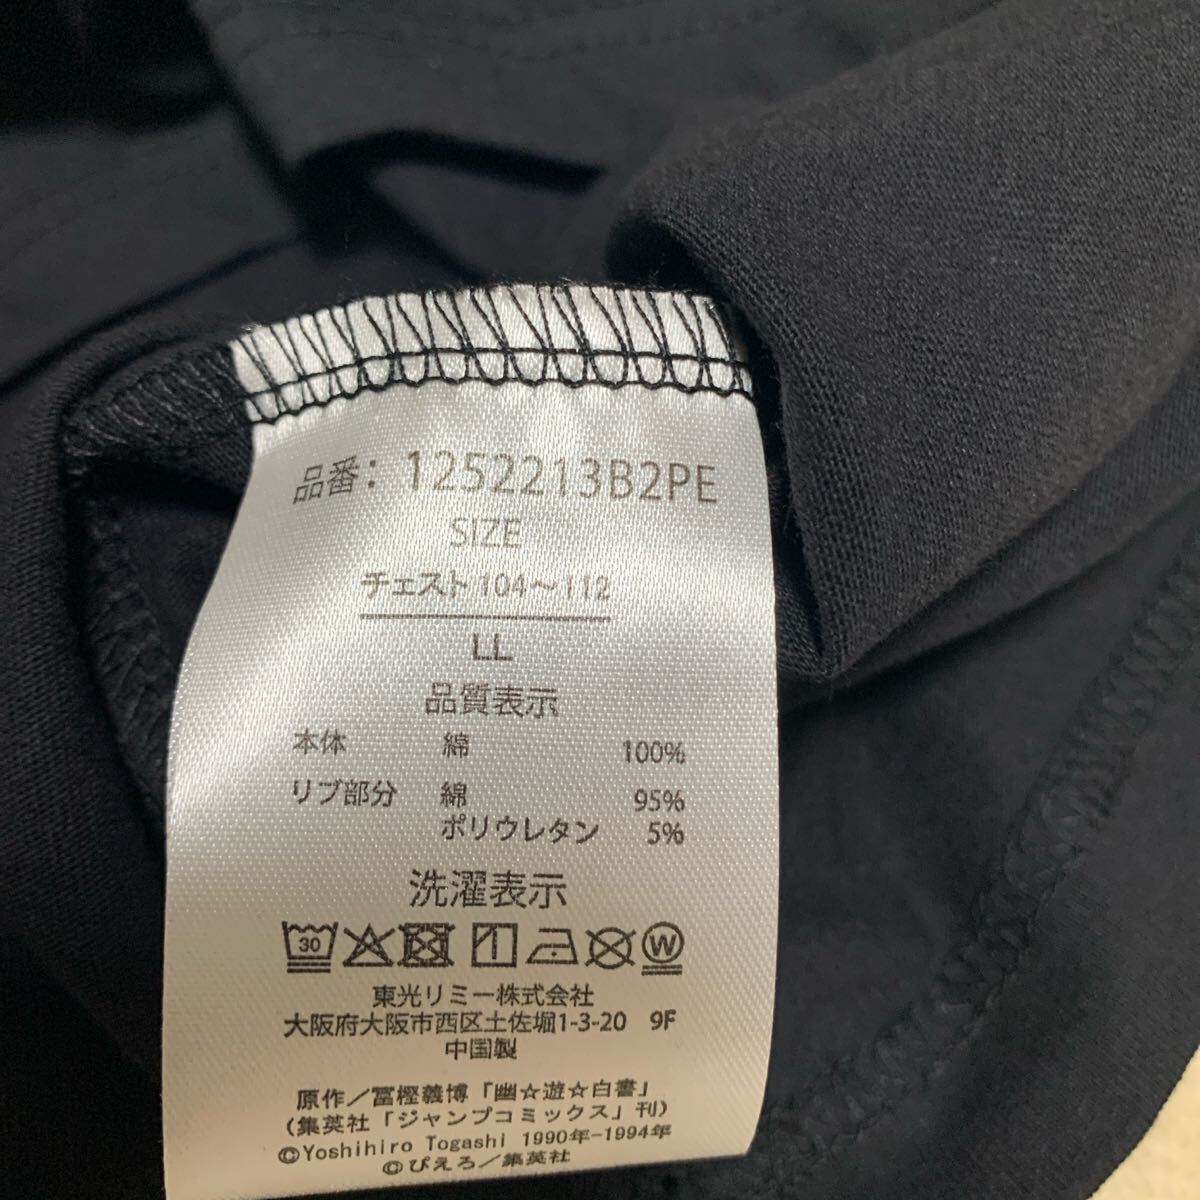 品番: 1252213B2PE
SIZE
チェスト 104～112
LL
品質表示
本体 綿 100%
リブ部分 綿 95%
ポリウレタン 5%
洗濯表示
30 W
東光リミー株式会社
大阪府大阪市西区土佐堀1-3-20 9F
中国製
原作／冨樫義博「幽☆遊☆白書」
(集英社「ジャンプコミックス」刊)
©Yoshihiro Togashi 1990年-1994年
©ぴえろ／集英社